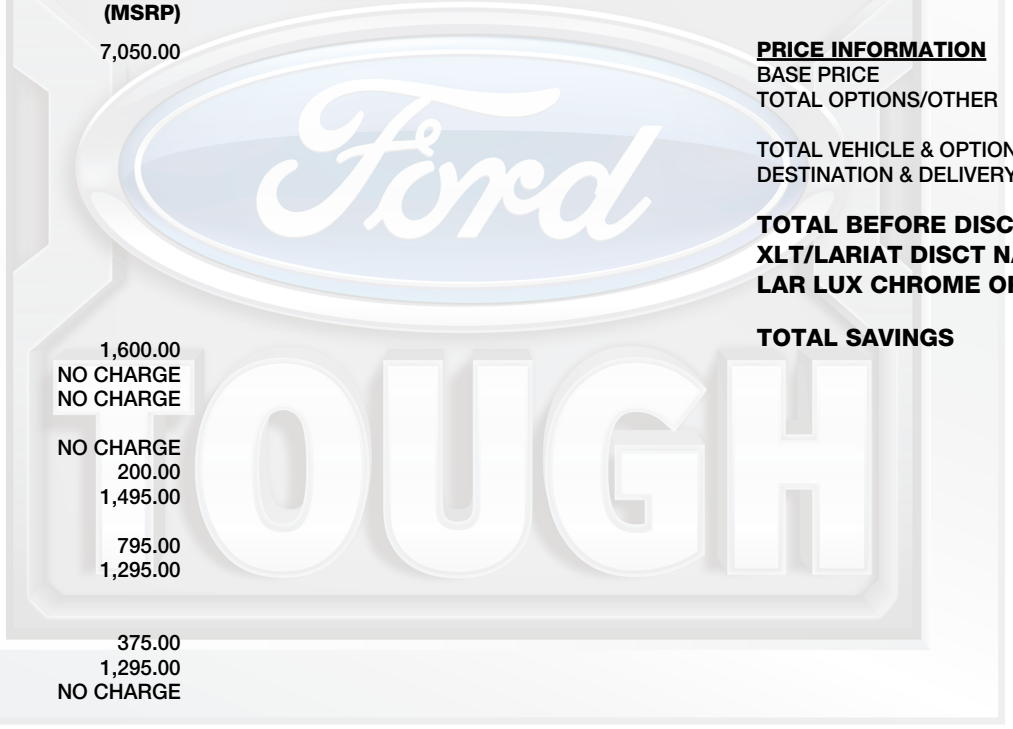 (MSRP)
7,050.00
1,600.00
NO CHARGE
NO CHARGE
NO CHARGE
200.00
1,495.00
795.00
1,295.00
375.00
1,295.00
NO CHARGE
PRICE INFORMATION
BASE PRICE
TOTAL OPTIONS/OTHER
TOTAL VEHICLE & OPTION
DESTINATION & DELIVERY
TOTAL BEFORE DISC
XLT/LARIAT DISCT NA
LAR LUX CHROME
TOTAL SAVINGS
Ford
TOUGH